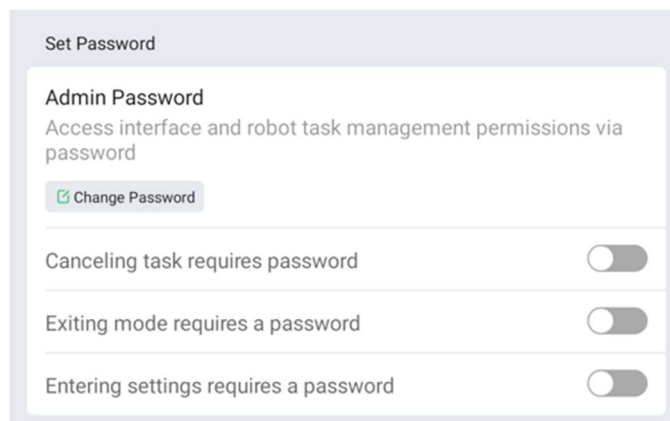 Set Password
Admin Password
Access interface and robot task management permissions via
password
Change Password
Canceling task requires password
Exiting mode requires a password
Entering settings requires a password